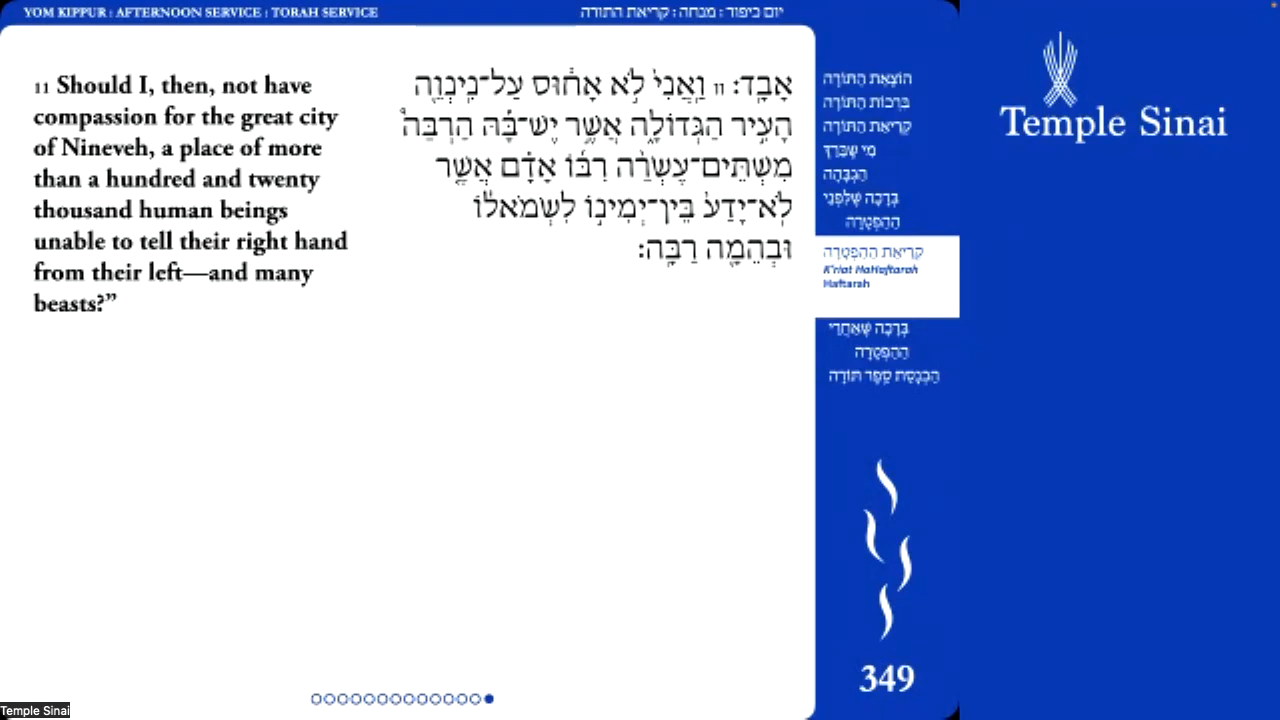 YOM KIPPUR : AFTERNOON SERVICE : TORAH SERVICE
יום כיפור : מנחה : קריאת התורה
11 Should I, then, not have
compassion for the great city
of Nineveh, a place of more
than a hundred and twenty
thousand human beings
unable to tell their right hand
from their left—and many
beasts?”
אָבָֽד׃ 11 וַֽאֲנִי֙ לֹ֣א אָח֔וּס עַל־נִֽינְוֵ֖ה
הָעִ֣יר הַגְּדוֹלָ֑ה אֲשֶׁ֣ר יֶשׁ־בָּ֡הּ הַרְבֵּה֩
מִֽשְׁתֵּים־עֶשְׂרֵ֨ה רִבּ֜וֹ אָדָ֗ם אֲשֶׁ֤ר
לֹֽא־יָדַע֙ בֵּין־יְמִינ֣וֹ לִשְׂמֹאל֔וֹ
וּבְהֵמָ֖ה רַבָּֽה׃
הוֹצָאַת הַתּוֹרָה
בִּרְכוֹת הַתּוֹרָה
קְרִיאַת הַתּוֹרָה
מִי שֶׁבֵּרַךְ
הַגְבָּהָה
בְּרָכָה שֶׁלִּפְנֵי
הַהַפְטָרָה
קְרִיאַת הַהַפְטָרָה
K'riat HaHaftarah
Haftarah
בְּרָכָה שֶׁאַחֲרֵי
הַהַפְטָרָה
הַכְנָסַת סֵפֶר תּוֹרָה
349
Temple Sinai
Temple Sinai